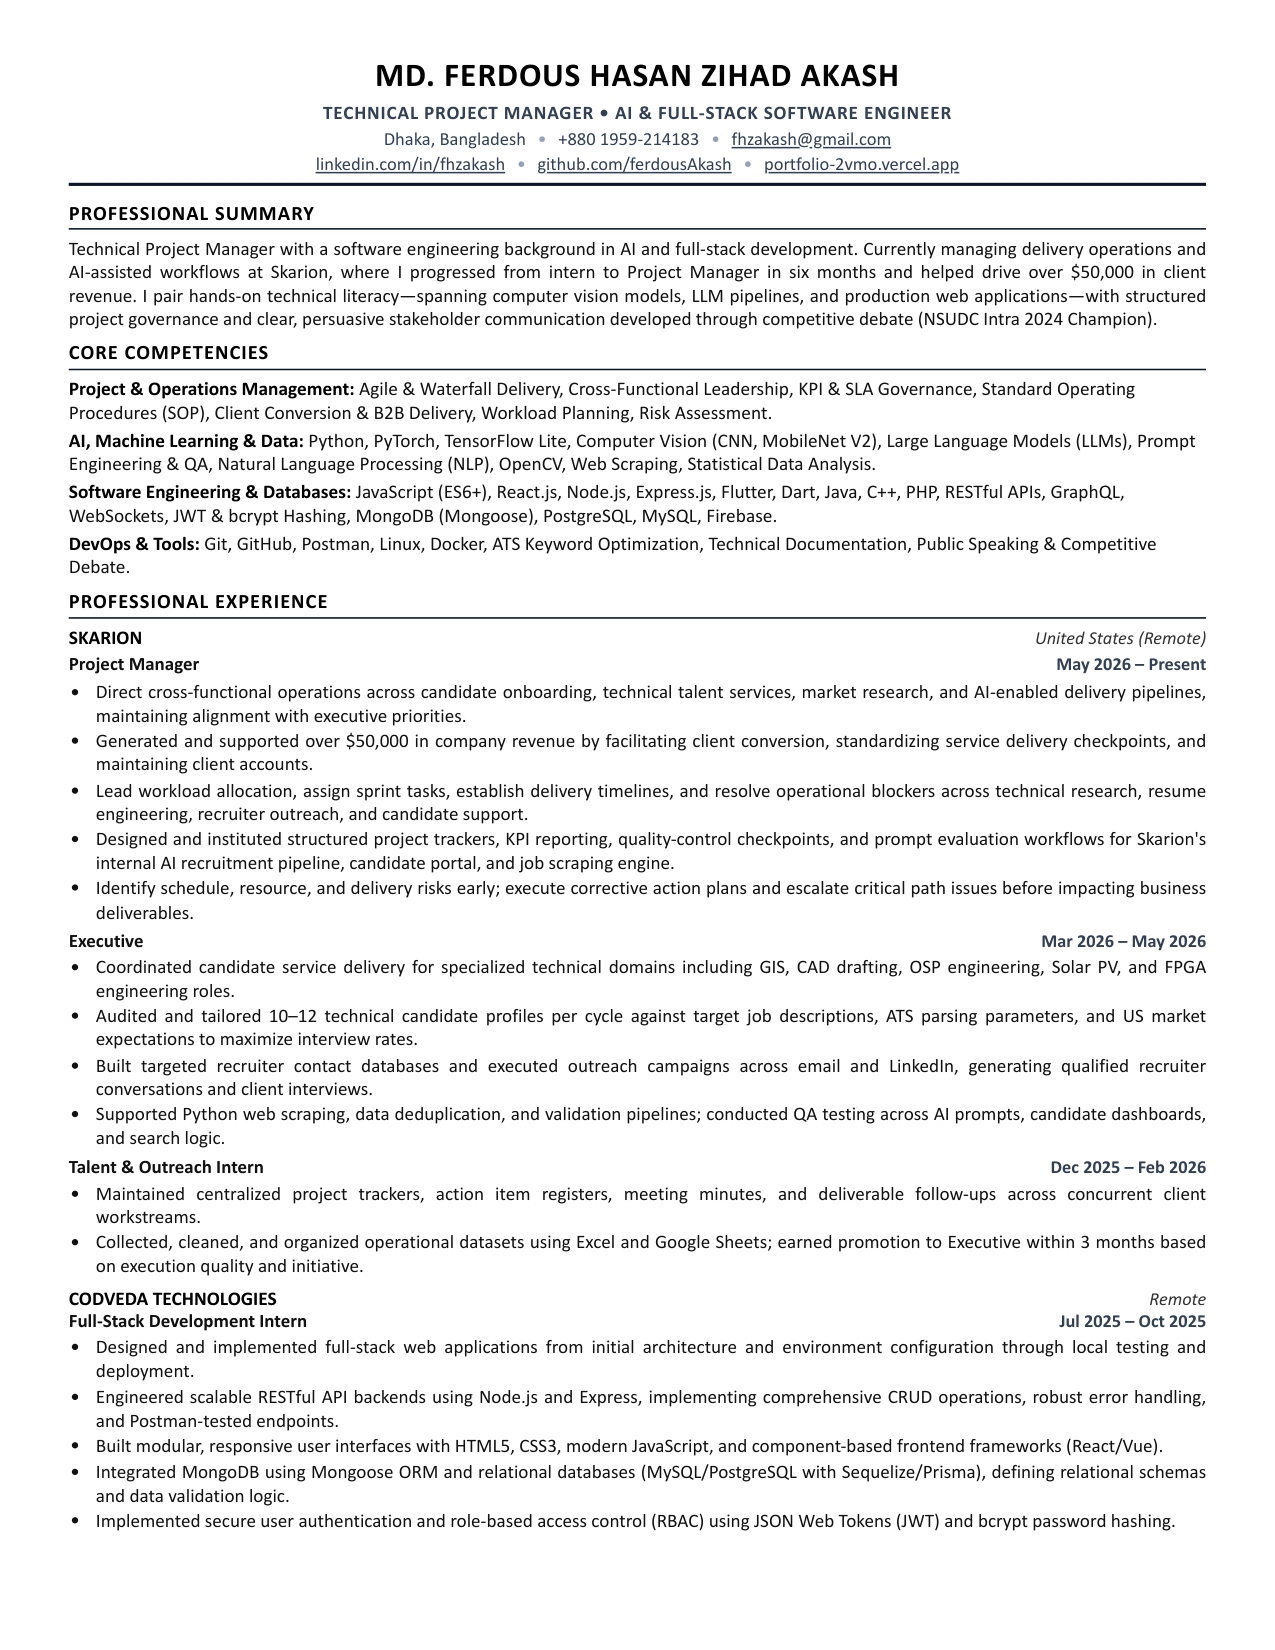 MD. FERDOUS HASAN ZIHAD AKASH
TECHNICAL PROJECT MANAGER • AI & FULL-STACK SOFTWARE ENGINEER
Dhaka, Bangladesh • +880 1959-214183 • fhzakash@gmail.com
linkedin.com/in/fhzakash • github.com/ferdousAkash • portfolio-2vmo.vercel.app
PROFESSIONAL SUMMARY
Technical Project Manager with a software engineering background in AI and full-stack development. Currently managing delivery operations and
AI-assisted workflows at Skarion, where I progressed from intern to Project Manager in six months and helped drive over $50,000 in client
revenue. I pair hands-on technical literacy—spanning computer vision models, LLM pipelines, and production web applications—with structured
project governance and clear, persuasive stakeholder communication developed through competitive debate (NSUDC Intra 2024 Champion).
CORE COMPETENCIES
Project & Operations Management: Agile & Waterfall Delivery, Cross-Functional Leadership, KPI & SLA Governance, Standard Operating
Procedures (SOP), Client Conversion & B2B Delivery, Workload Planning, Risk Assessment.
AI, Machine Learning & Data: Python, PyTorch, TensorFlow Lite, Computer Vision (CNN, MobileNet V2), Large Language Models (LLMs), Prompt
Engineering & QA, Natural Language Processing (NLP), OpenCV, Web Scraping, Statistical Data Analysis.
Software Engineering & Databases: JavaScript (ES6+), React.js, Node.js, Express.js, Flutter, Dart, Java, C++, PHP, RESTful APIs, GraphQL,
WebSockets, JWT & bcrypt Hashing, MongoDB (Mongoose), PostgreSQL, MySQL, Firebase.
DevOps & Tools: Git, GitHub, Postman, Linux, Docker, ATS Keyword Optimization, Technical Documentation, Public Speaking & Competitive
Debate.
PROFESSIONAL EXPERIENCE
SKARION United States (Remote)
Project Manager May 2026 – Present
• Direct cross-functional operations across candidate onboarding, technical talent services, market research, and AI-enabled delivery pipelines,
maintaining alignment with executive priorities.
• Generated and supported over $50,000 in company revenue by facilitating client conversion, standardizing service delivery checkpoints, and
maintaining client accounts.
• Lead workload allocation, assign sprint tasks, establish delivery timelines, and resolve operational blockers across technical research, resume
engineering, recruiter outreach, and candidate support.
• Designed and instituted structured project trackers, KPI reporting, quality-control checkpoints, and prompt evaluation workflows for Skarion's
internal AI recruitment pipeline, candidate portal, and job scraping engine.
• Identify schedule, resource, and delivery risks early; execute corrective action plans and escalate critical path issues before impacting business
deliverables.
Executive Mar 2026 – May 2026
• Coordinated candidate service delivery for specialized technical domains including GIS, CAD drafting, OSP engineering, Solar PV, and FPGA
engineering roles.
• Audited and tailored 10–12 technical candidate profiles per cycle against target job descriptions, ATS parsing parameters, and US market
expectations to maximize interview rates.
• Built targeted recruiter contact databases and executed outreach campaigns across email and LinkedIn, generating qualified recruiter
conversations and client interviews.
• Supported Python web scraping, data deduplication, and validation pipelines; conducted QA testing across AI prompts, candidate dashboards,
and search logic.
Talent & Outreach Intern Dec 2025 – Feb 2026
• Maintained centralized project trackers, action item registers, meeting minutes, and deliverable follow-ups across concurrent client
workstreams.
• Collected, cleaned, and organized operational datasets using Excel and Google Sheets; earned promotion to Executive within 3 months based
on execution quality and initiative.
CODVEDA TECHNOLOGIES Remote
Full-Stack Development Intern Jul 2025 – Oct 2025
• Designed and implemented full-stack web applications from initial architecture and environment configuration through local testing and
deployment.
• Engineered scalable RESTful API backends using Node.js and Express, implementing comprehensive CRUD operations, robust error handling,
and Postman-tested endpoints.
• Built modular, responsive user interfaces with HTML5, CSS3, modern JavaScript, and component-based frontend frameworks (React/Vue).
• Integrated MongoDB using Mongoose ORM and relational databases (MySQL/PostgreSQL with Sequelize/Prisma), defining relational schemas
and data validation logic.
• Implemented secure user authentication and role-based access control (RBAC) using JSON Web Tokens (JWT) and bcrypt password hashing.